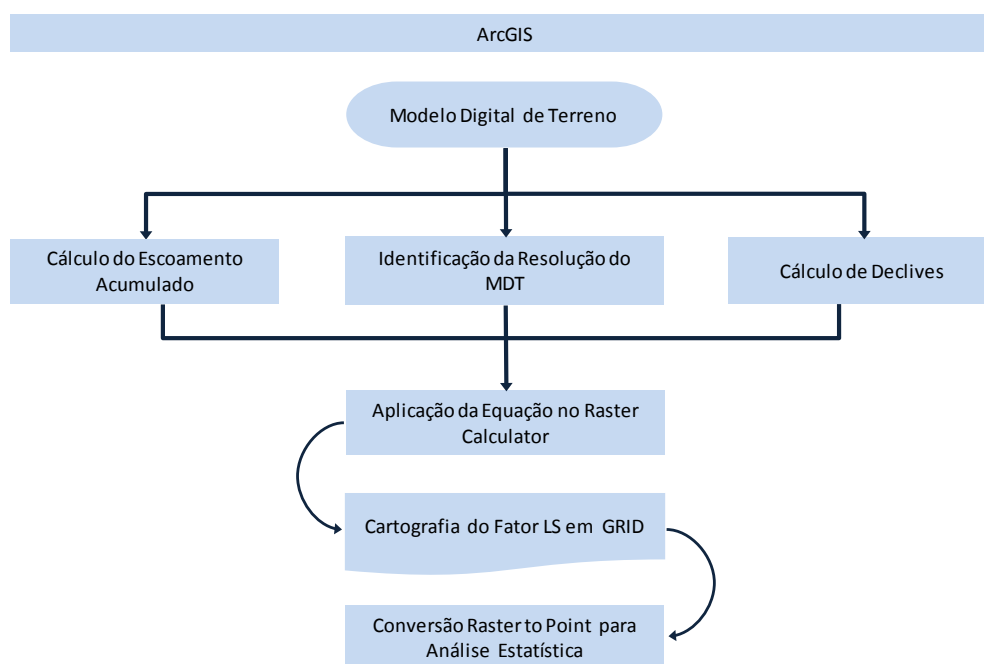 ArcGIS
Modelo Digital de Terreno
Cálculo do Escoamento
Acumulado
Identificação da Resolução do
MDT
Cálculo de Declives
Aplicação da Equação no Raster
Calculator
Cartografia do Fator LS em GRID
Conversão Raster to Point para
Análise Estatística